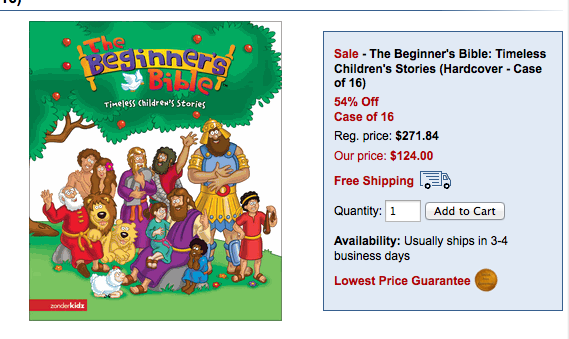 The
Beginner's
Bible
Timeless Children's Stories
zonderkidz
Sale - The Beginner's Bible: Timeless
Children's Stories (Hardcover - Case
of 16)
54% Off
Case of 16
Reg. price: $271.84
Our price: $124.00
Free Shipping
Quantity: 1 Add to Cart
Availability: Usually ships in 3-4
business days
Lowest Price Guarantee